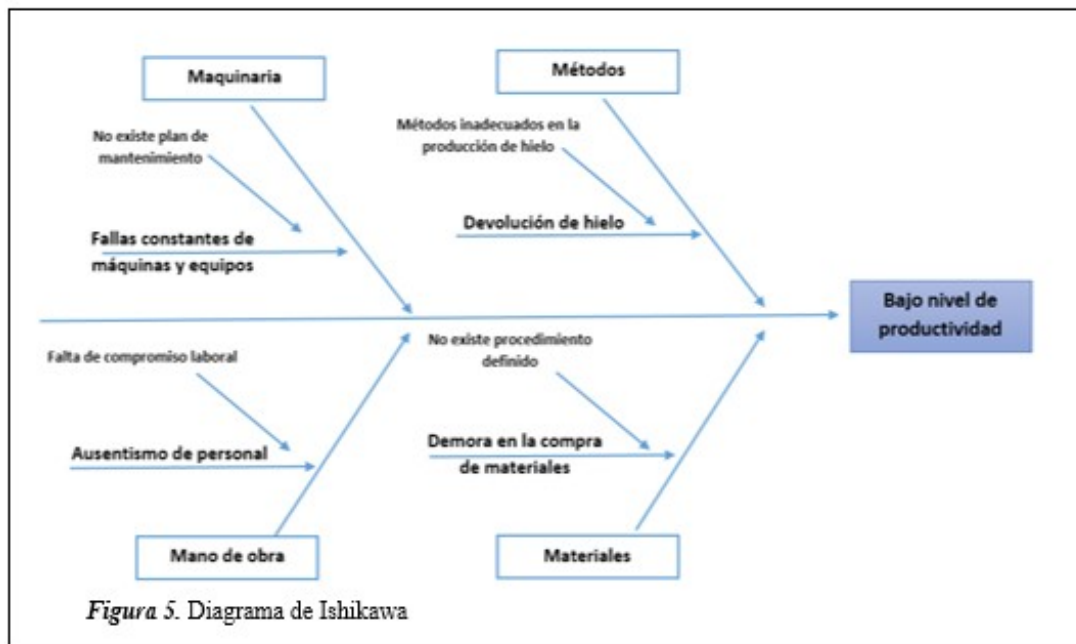 Maquinaria
Métodos
No existe plan de
mantenimiento
Métodos inadecuados en la
producción de hielo
Fallas constantes de
máquinas y equipos
Devolución de hielo
Bajo nivel de
productividad
Falta de compromiso laboral
No existe procedimiento
definido
Ausentismo de personal
Demora en la compra
de materiales
Mano de obra
Materiales
Figura 5. Diagrama de Ishikawa